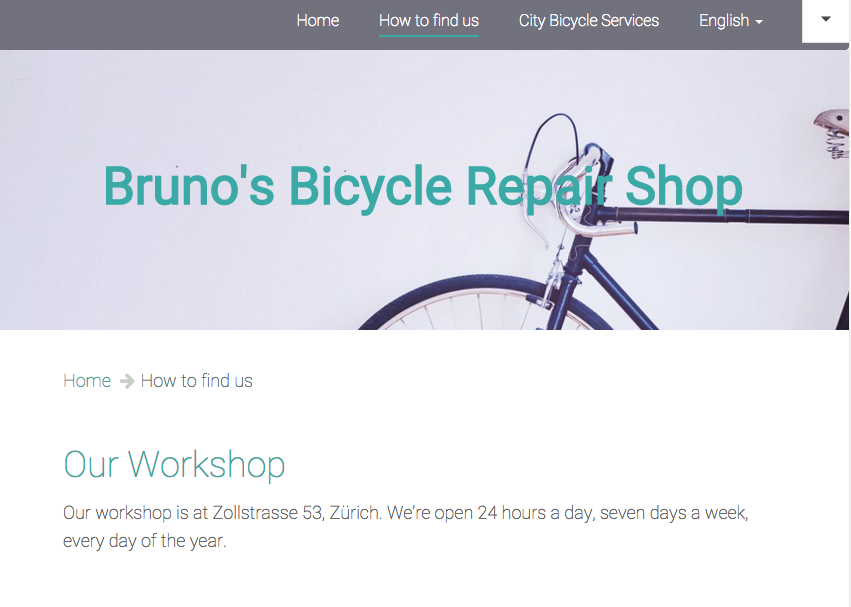 Home How to find us City Bicycle Services English
Bruno's Bicycle Repair Shop
Home How to find us
Our Workshop
Our workshop is at Zollstrasse 53, Zürich. We’re open 24 hours a day, seven days a week,
every day of the year.